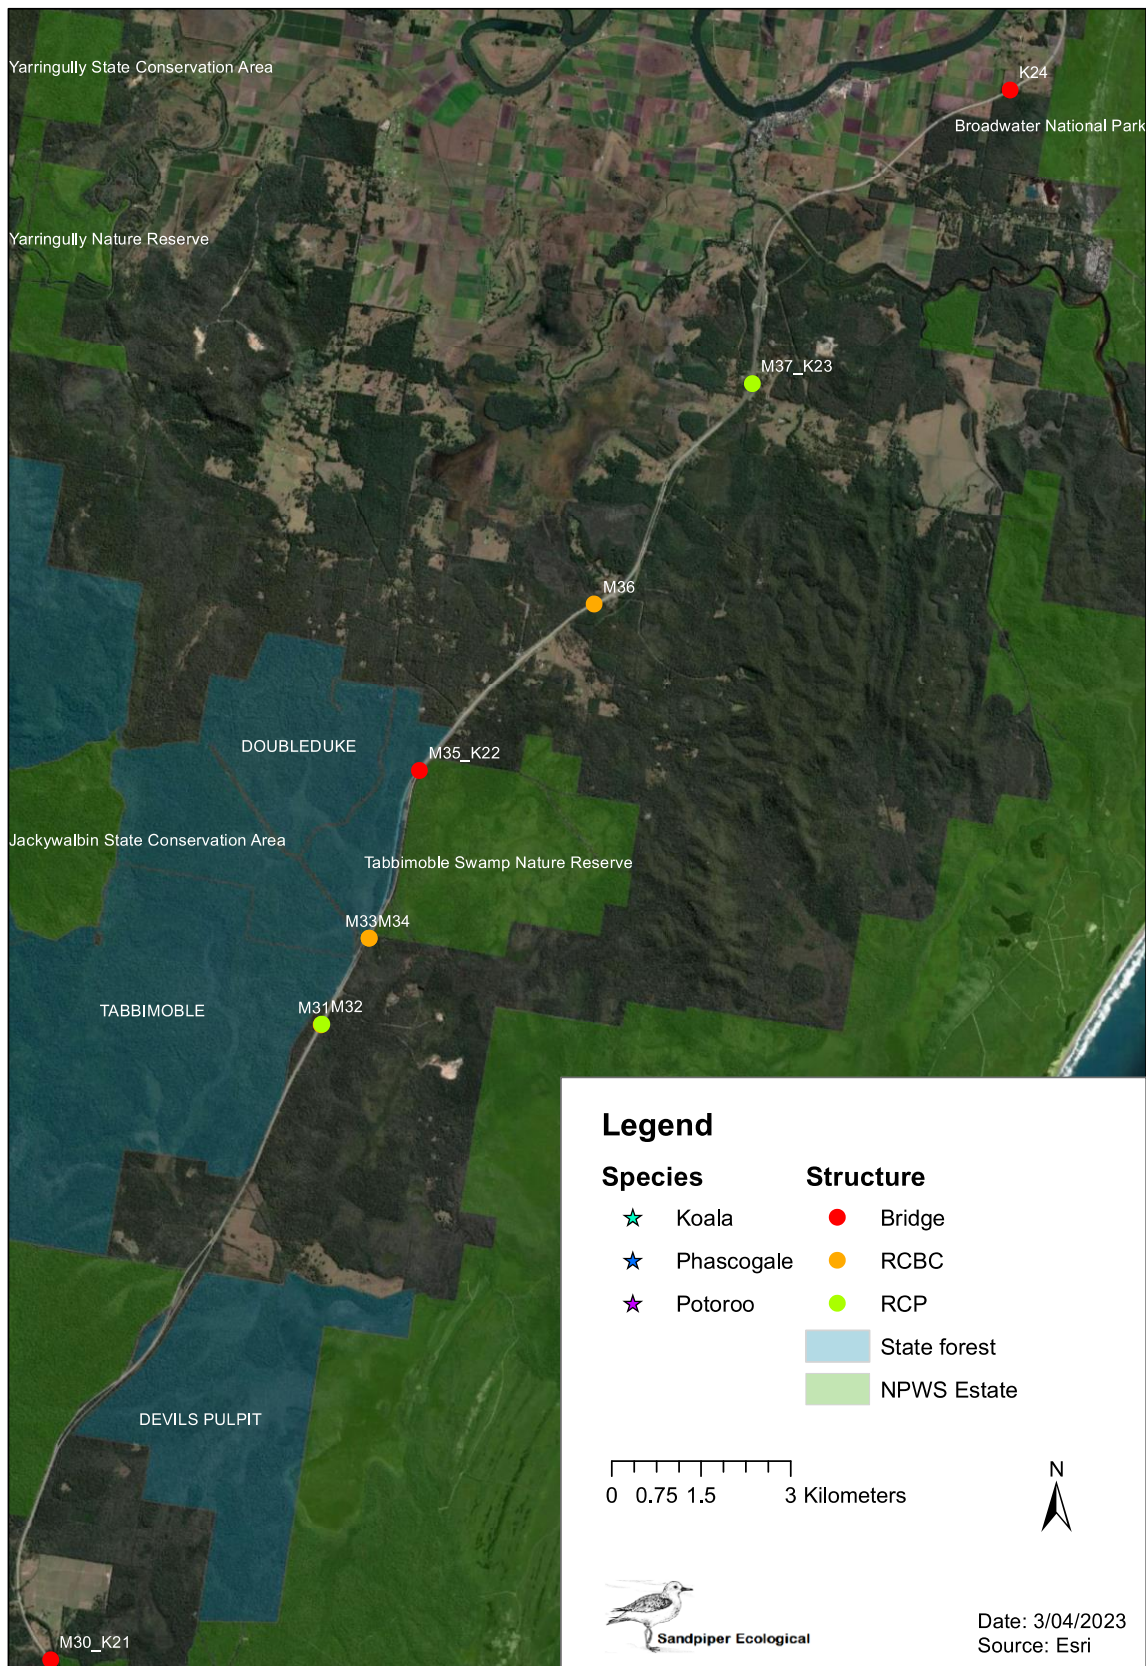 Yarringully State Conservation Area
K24
Broadwater National Park
Yarringully Nature Reserve
M37_K23
M36
DOUBLEDUKE
M35_K22
Jackywalbin State Conservation Area
Tabbimoble Swamp Nature Reserve
M33M34
TABBIMOBLE
M31M32
DEVILS PULPIT
M30_K21
Legend
Species
Structure
Koala
Bridge
Phascogale
RCBC
Potoroo
RCP
State forest
NPWS Estate
0 0.75 1.5 3 Kilometers
N
Sandpiper Ecological
Date: 3/04/2023
Source: Esri